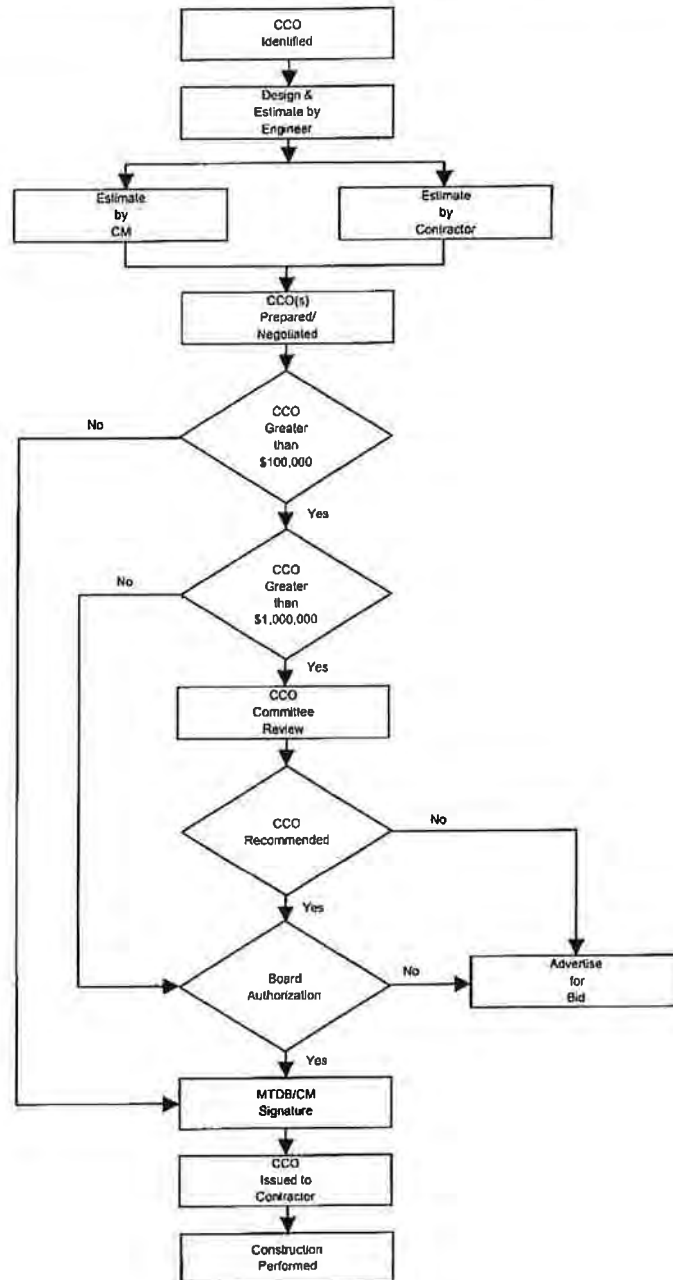 CCO
Identified
Design &
Estimate by
Engineer
Estimate
by
CM
Estimate
by
Contractor
CCO(s)
Prepared/
Negotiated
CCO
Greater
than
$100,000
No
Yes
CCO
Greater
than
$1,000,000
No
Yes
CCO
Committee
Review
CCO
Recommended
No
Yes
Board
Authorization
No
Advertise
for
Bid
Yes
MTDB/CM
Signature
CCO
Issued to
Contractor
Construction
Performed